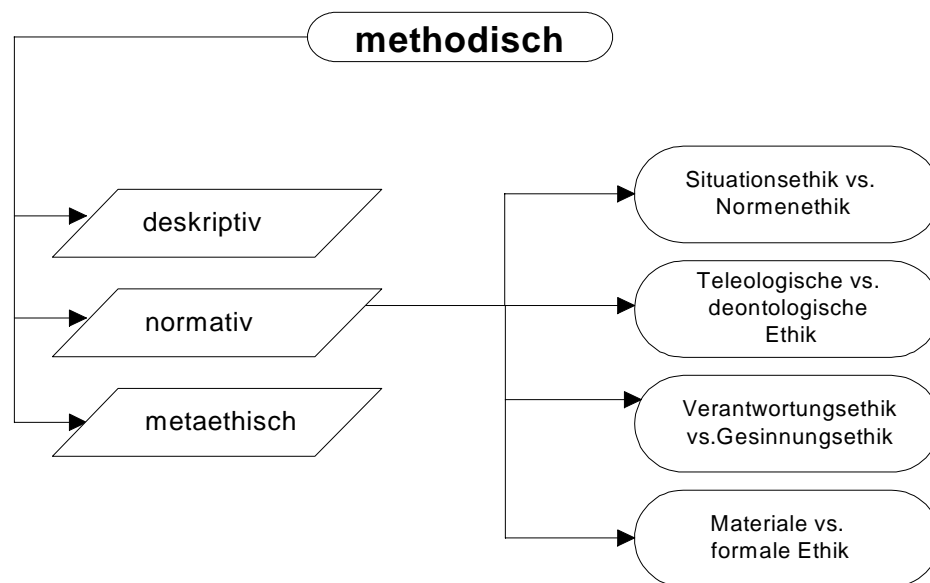 methodisch
deskriptiv
normativ
metaethisch
Situationsethik vs.
Normenethik
Teleologische vs.
deontologische
Ethik
Verantwortungsethik
vs.Gesinnungsethik
Materiale vs.
formale Ethik